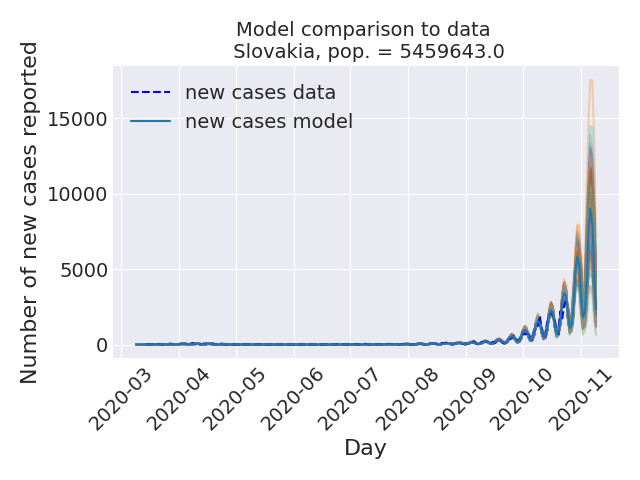 Model comparison to data
Slovakia, pop. = 5459643.0
new cases data
new cases model
Number of new cases reported
15000
10000
5000
0
2020-03
2020-04
2020-05
2020-06
2020-07
2020-08
2020-09
2020-10
2020-11
Day